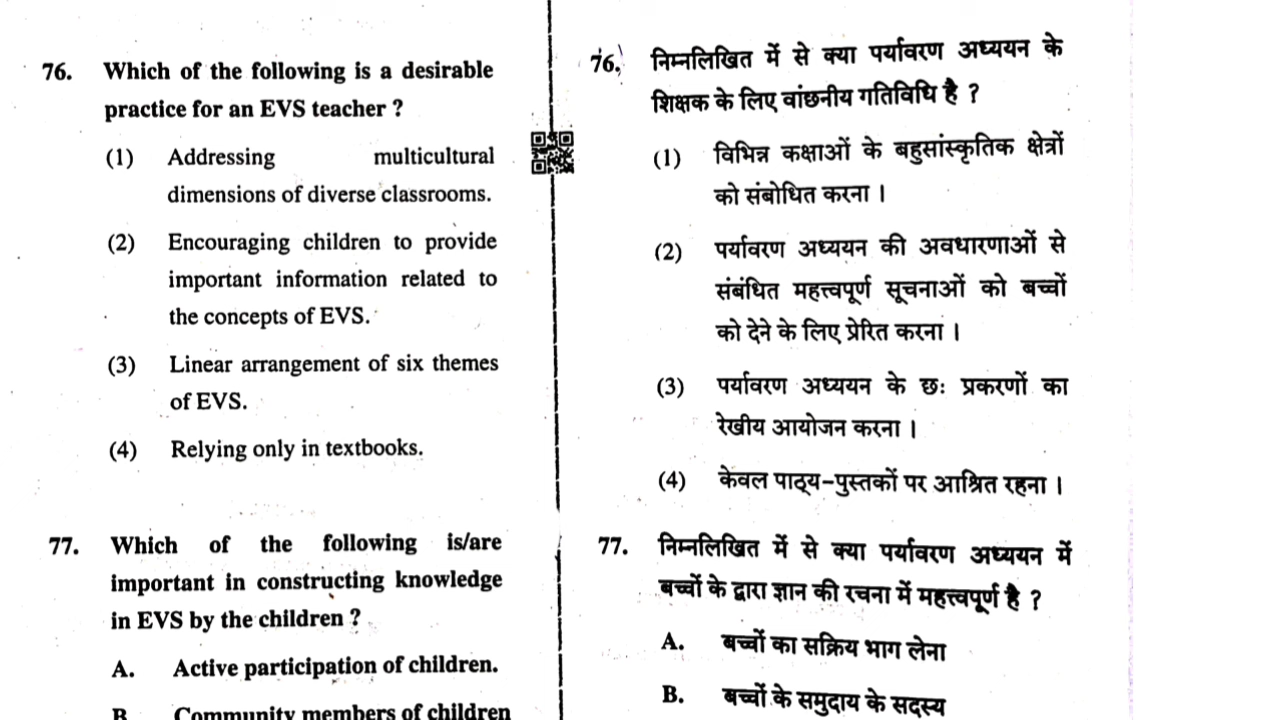 76. Which of the following is a desirable
practice for an EVS teacher ?
(1) Addressing multicultural
dimensions of diverse classrooms.
(2) Encouraging children to provide
important information related to
the concepts of EVS.
(3) Linear arrangement of six themes
of EVS.
(4) Relying only in textbooks.
77. Which of the following is/are
important in constructing knowledge
in EVS by the children ?
A. Active participation of children.
B. Community members of children
76. निम्नलिखित में से क्या पर्यावरण अध्ययन के
शिक्षक के लिए वांछनीय गतिविधि है ?
(1) विभिन्न कक्षाओं के बहुसांस्कृतिक क्षेत्रों
को संबोधित करना ।
(2) पर्यावरण अध्ययन की अवधारणाओं से
संबंधित महत्त्वपूर्ण सूचनाओं को बच्चों
को देने के लिए प्रेरित करना ।
(3) पर्यावरण अध्ययन के छः प्रकरणों का
रेखीय आयोजन करना ।
(4) केवल पाठ्य-पुस्तकों पर आश्रित रहना ।
77. निम्नलिखित में से क्या पर्यावरण अध्ययन में
बच्चों के द्वारा ज्ञान की रचना में महत्त्वपूर्ण है ?
A. बच्चों का सक्रिय भाग लेना
B. बच्चों के समुदाय के सदस्य